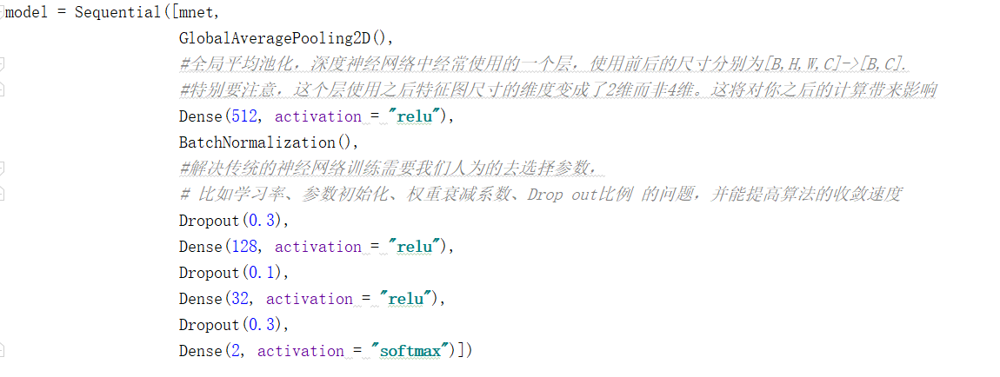 model = Sequential([mnet,
GlobalAveragePooling2D(),
#全局平均池化，深度神经网络中经常使用的一个层，使用前后的尺寸分别为[B,H,W,C]->[B,C].
#特别要注意，这个层使用之后特征图尺寸的维度变成了2维而非4维。这将对你之后的计算带来影响
Dense(512, activation = "relu"),
BatchNormalization(),
#解决传统的神经网络训练需要我们人为的去选择参数，
# 比如学习率、参数初始化、权重衰减系数、Drop out比例 的问题，并能提高算法的收敛速度
Dropout(0.3),
Dense(128, activation = "relu"),
Dropout(0.1),
Dense(32, activation = "relu"),
Dropout(0.3),
Dense(2, activation = "softmax")])